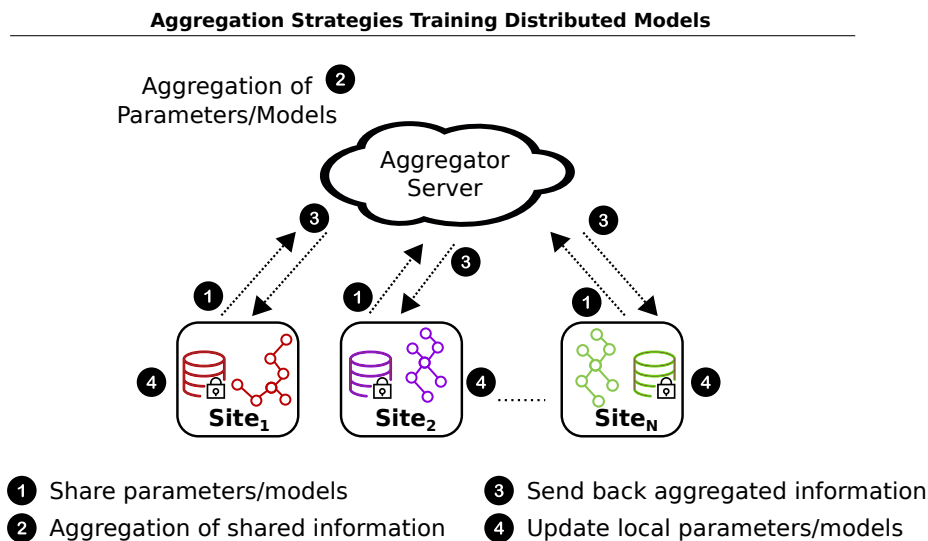 Aggregation Strategies Training Distributed Models
Aggregation of 2
Parameters/Models
Aggregator
Server
3
3
3
1
1
1
4
4
4
Site1
Site2
SiteN
1 Share parameters/models
2 Aggregation of shared information
3 Send back aggregated information
4 Update local parameters/models